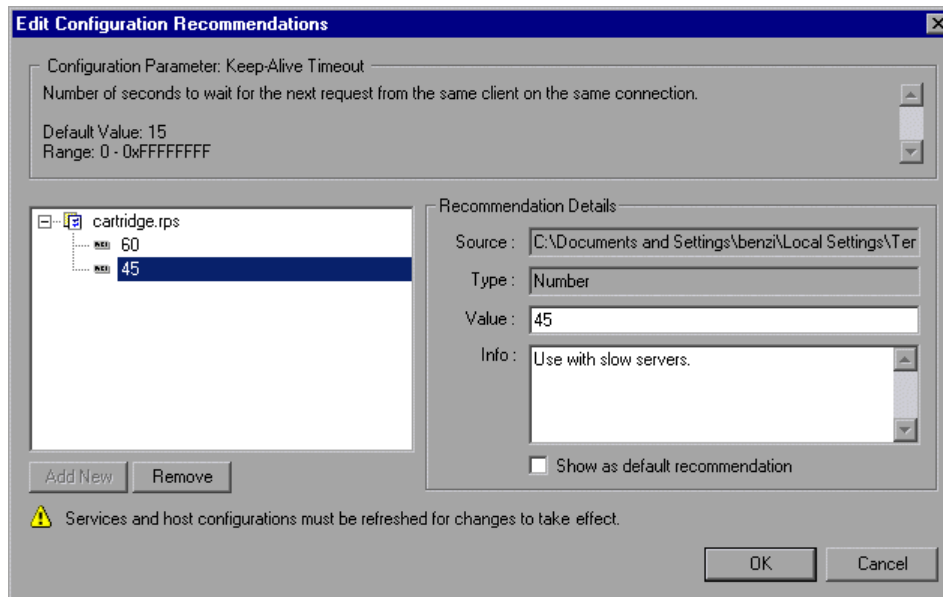 Edit Configuration Recommendations
Configuration Parameter: Keep-Alive Timeout
Number of seconds to wait for the next request from the same client on the same connection.
Default Value: 15
Range: 0 - 0xFFFFFFFF
cartridge.rps
60
45
Recommendation Details
Source : C:\Documents and Settings\benzi\Local Settings\Ter
Type : Number
Value : 45
Info : Use with slow servers.
Show as default recommendation
Add New Remove
Services and host configurations must be refreshed for changes to take effect.
OK Cancel